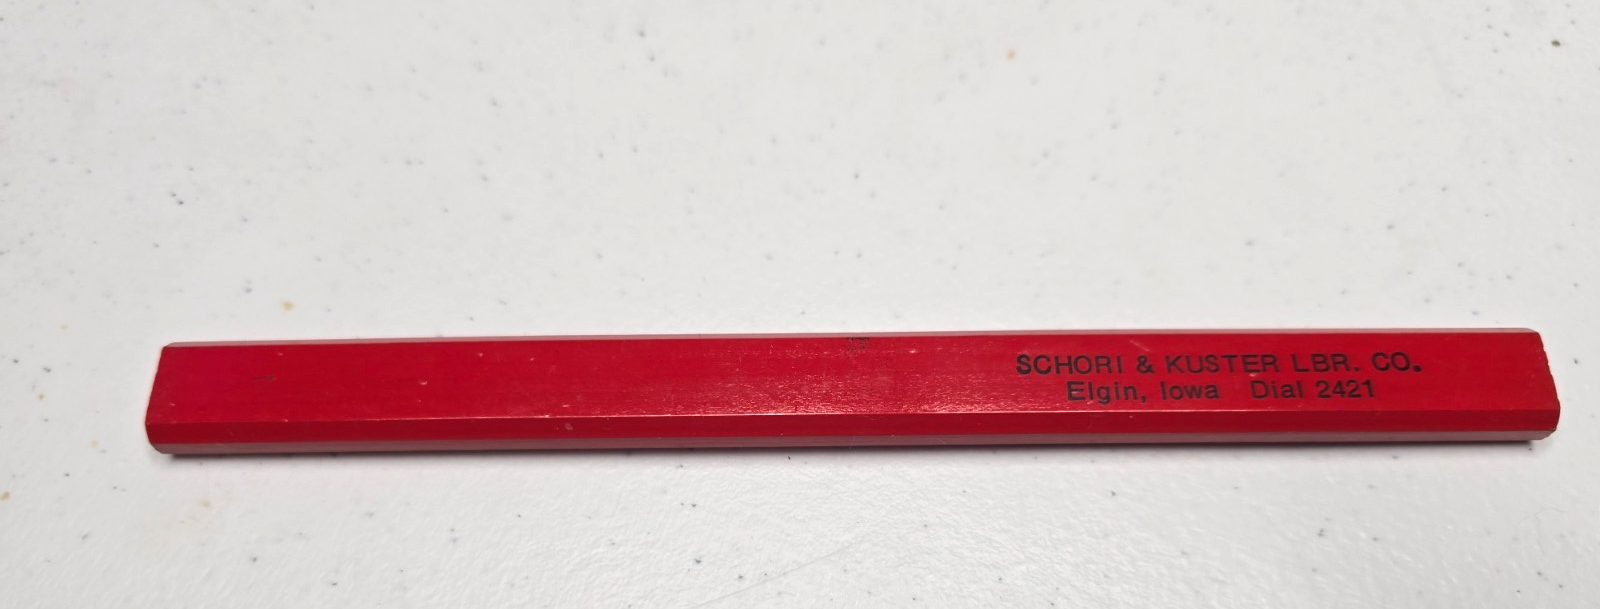 SCHORI & KUSTER LBR. CO.
Elgin, Iowa Dial 2421